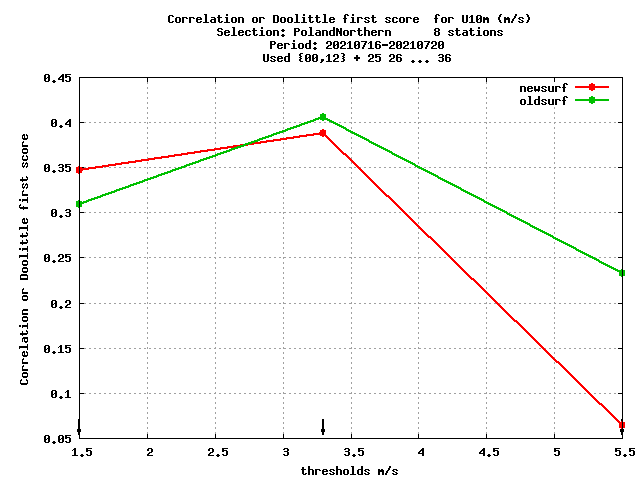 Correlation or Doolittle first score  for U10m (m/s)
Selection: PolandNorthern      8 stations
Period: 20210716-20210720
Used {00,12} + 25 26 ... 36
newsurf
oldsurf
0.45
0.4
0.35
0.3
0.25
0.2
0.15
0.1
0.05
Correlation or Doolittle first score
1.5 2 2.5 3 3.5 4 4.5 5 5.5
thresholds m/s